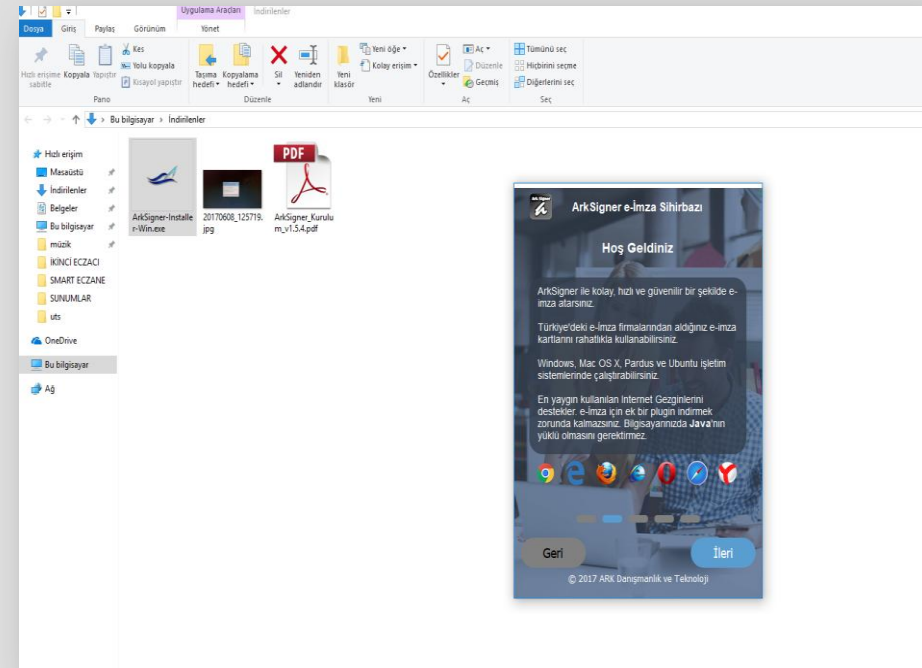 Uygulama Araçları İndirilenler
Dosya Giriş Paylaş Görünüm Yönet
Hızlı erişime sabitle
Kopyala
Yapıştır
Kes
Yolu kopyala
Kısayol yapıştır
Pano
Taşıma hedefi
Kopyalama hedefi
Sil
Yeniden adlandır
Düzenle
Yeni klasör
Yeni öğe
Kolay erişim
Yeni
Özellikler
Aç
Düzenle
Geçmiş
Aç
Tümünü seç
Hiçbirini seçme
Diğerlerini seç
Seç
Bu bilgisayar › İndirilenler
Hızlı erişim
Masaüstü
İndirilenler
Belgeler
Bu bilgisayar
müzik
İKİNCİ ECZACI
SMART ECZANE
SUNUMLAR
uts
OneDrive
Bu bilgisayar
Ağ
ArkSigner-Installe
r-Win.exe
20170608_125719.
jpg
PDF
ArkSigner_Kurulu
m_v1.5.4.pdf
Ark Signer
ArkSigner e-İmza Sihirbazı
Hoş Geldiniz
ArkSigner ile kolay, hızlı ve güvenilir bir şekilde e-
imza atarsınız.
Türkiye'deki e-İmza firmalarından aldığınız e-imza
kartlarını rahatlıkla kullanabilirsiniz.
Windows, Mac OS X, Pardus ve Ubuntu işletim
sistemlerinde çalıştırabilirsiniz.
En yaygın kullanılan Internet Gezginlerini
destekler. e-İmza için ek bir plugin indirmek
zorunda kalmazsınız. Bilgisayarınızda Java'nın
yüklü olmasını gerektirmez.
Geri
İleri
© 2017 ARK Danışmanlık ve Teknoloji